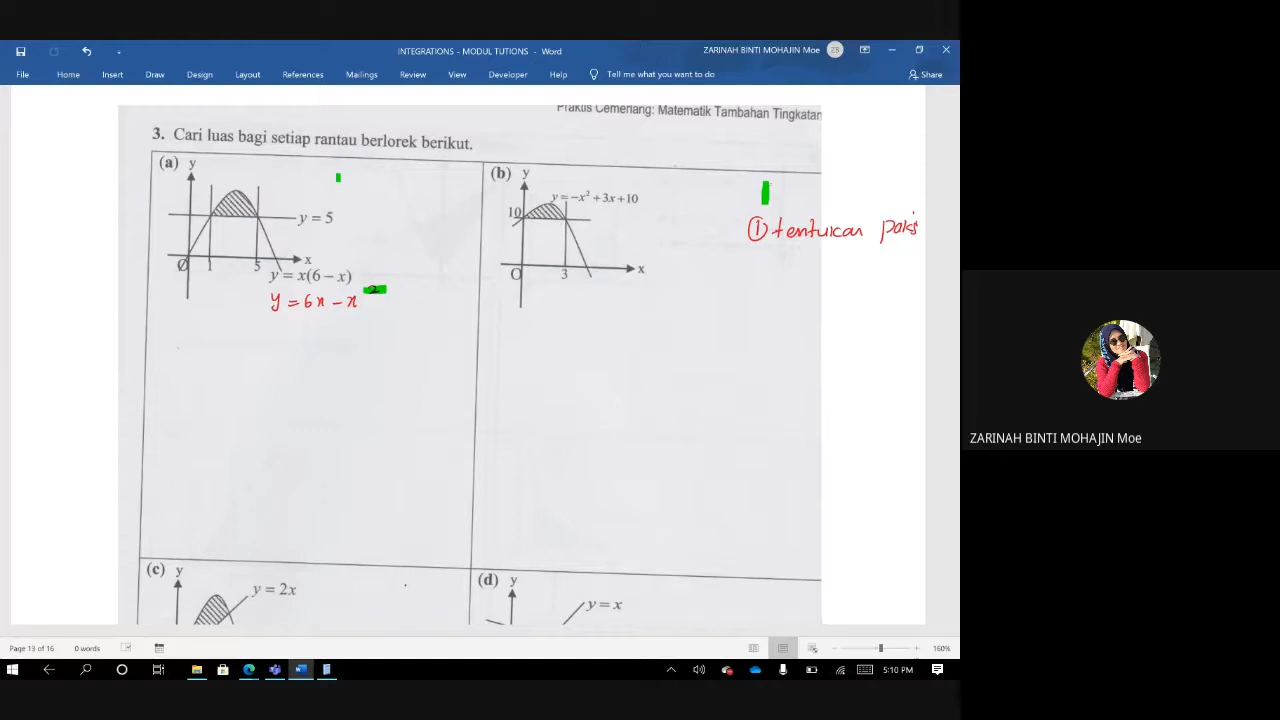 INTEGRATIONS - MODUL TUTIONS - Word
ZARINAH BINTI MOHAJIN Moe
ZB
File Home Insert Draw Design Layout References Mailings Review View Developer Help Tell me what you want to do
Share
Praktis Cemerlang: Matematik Tambahan Tingkatan
3. Cari luas bagi setiap rantau berlorek berikut.
(a) y
y = 5
O 1 5 x
y = x(6 − x)
y = 6x − x²
(b) y
y = −x² + 3x + 10
10
O 3 x
① tentukan paksi
(c) y
y = 2x
(d) y
y = x
ZARINAH BINTI MOHAJIN Moe
Page 13 of 16 0 words
160%
5:10 PM